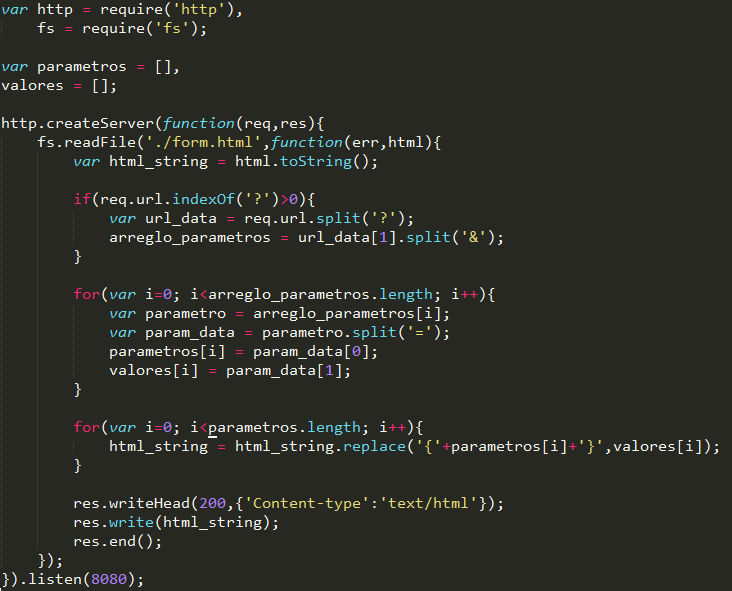 var http = require('http'),
    fs = require('fs');

var parametros = [],
valores = [];

http.createServer(function(req,res){
    fs.readFile('./form.html',function(err,html){
        var html_string = html.toString();

        if(req.url.indexOf('?')>0){
            var url_data = req.url.split('?');
            arreglo_parametros = url_data[1].split('&');
        }

        for(var i=0; i<arreglo_parametros.length; i++){
            var parametro = arreglo_parametros[i];
            var param_data = parametro.split('=');
            parametros[i] = param_data[0];
            valores[i] = param_data[1];
        }

        for(var i=0; i<parametros.length; i++){
            html_string = html_string.replace('{'+parametros[i]+'}',valores[i]);
        }

        res.writeHead(200,{'Content-type':'text/html'});
        res.write(html_string);
        res.end();
    });
}).listen(8080);